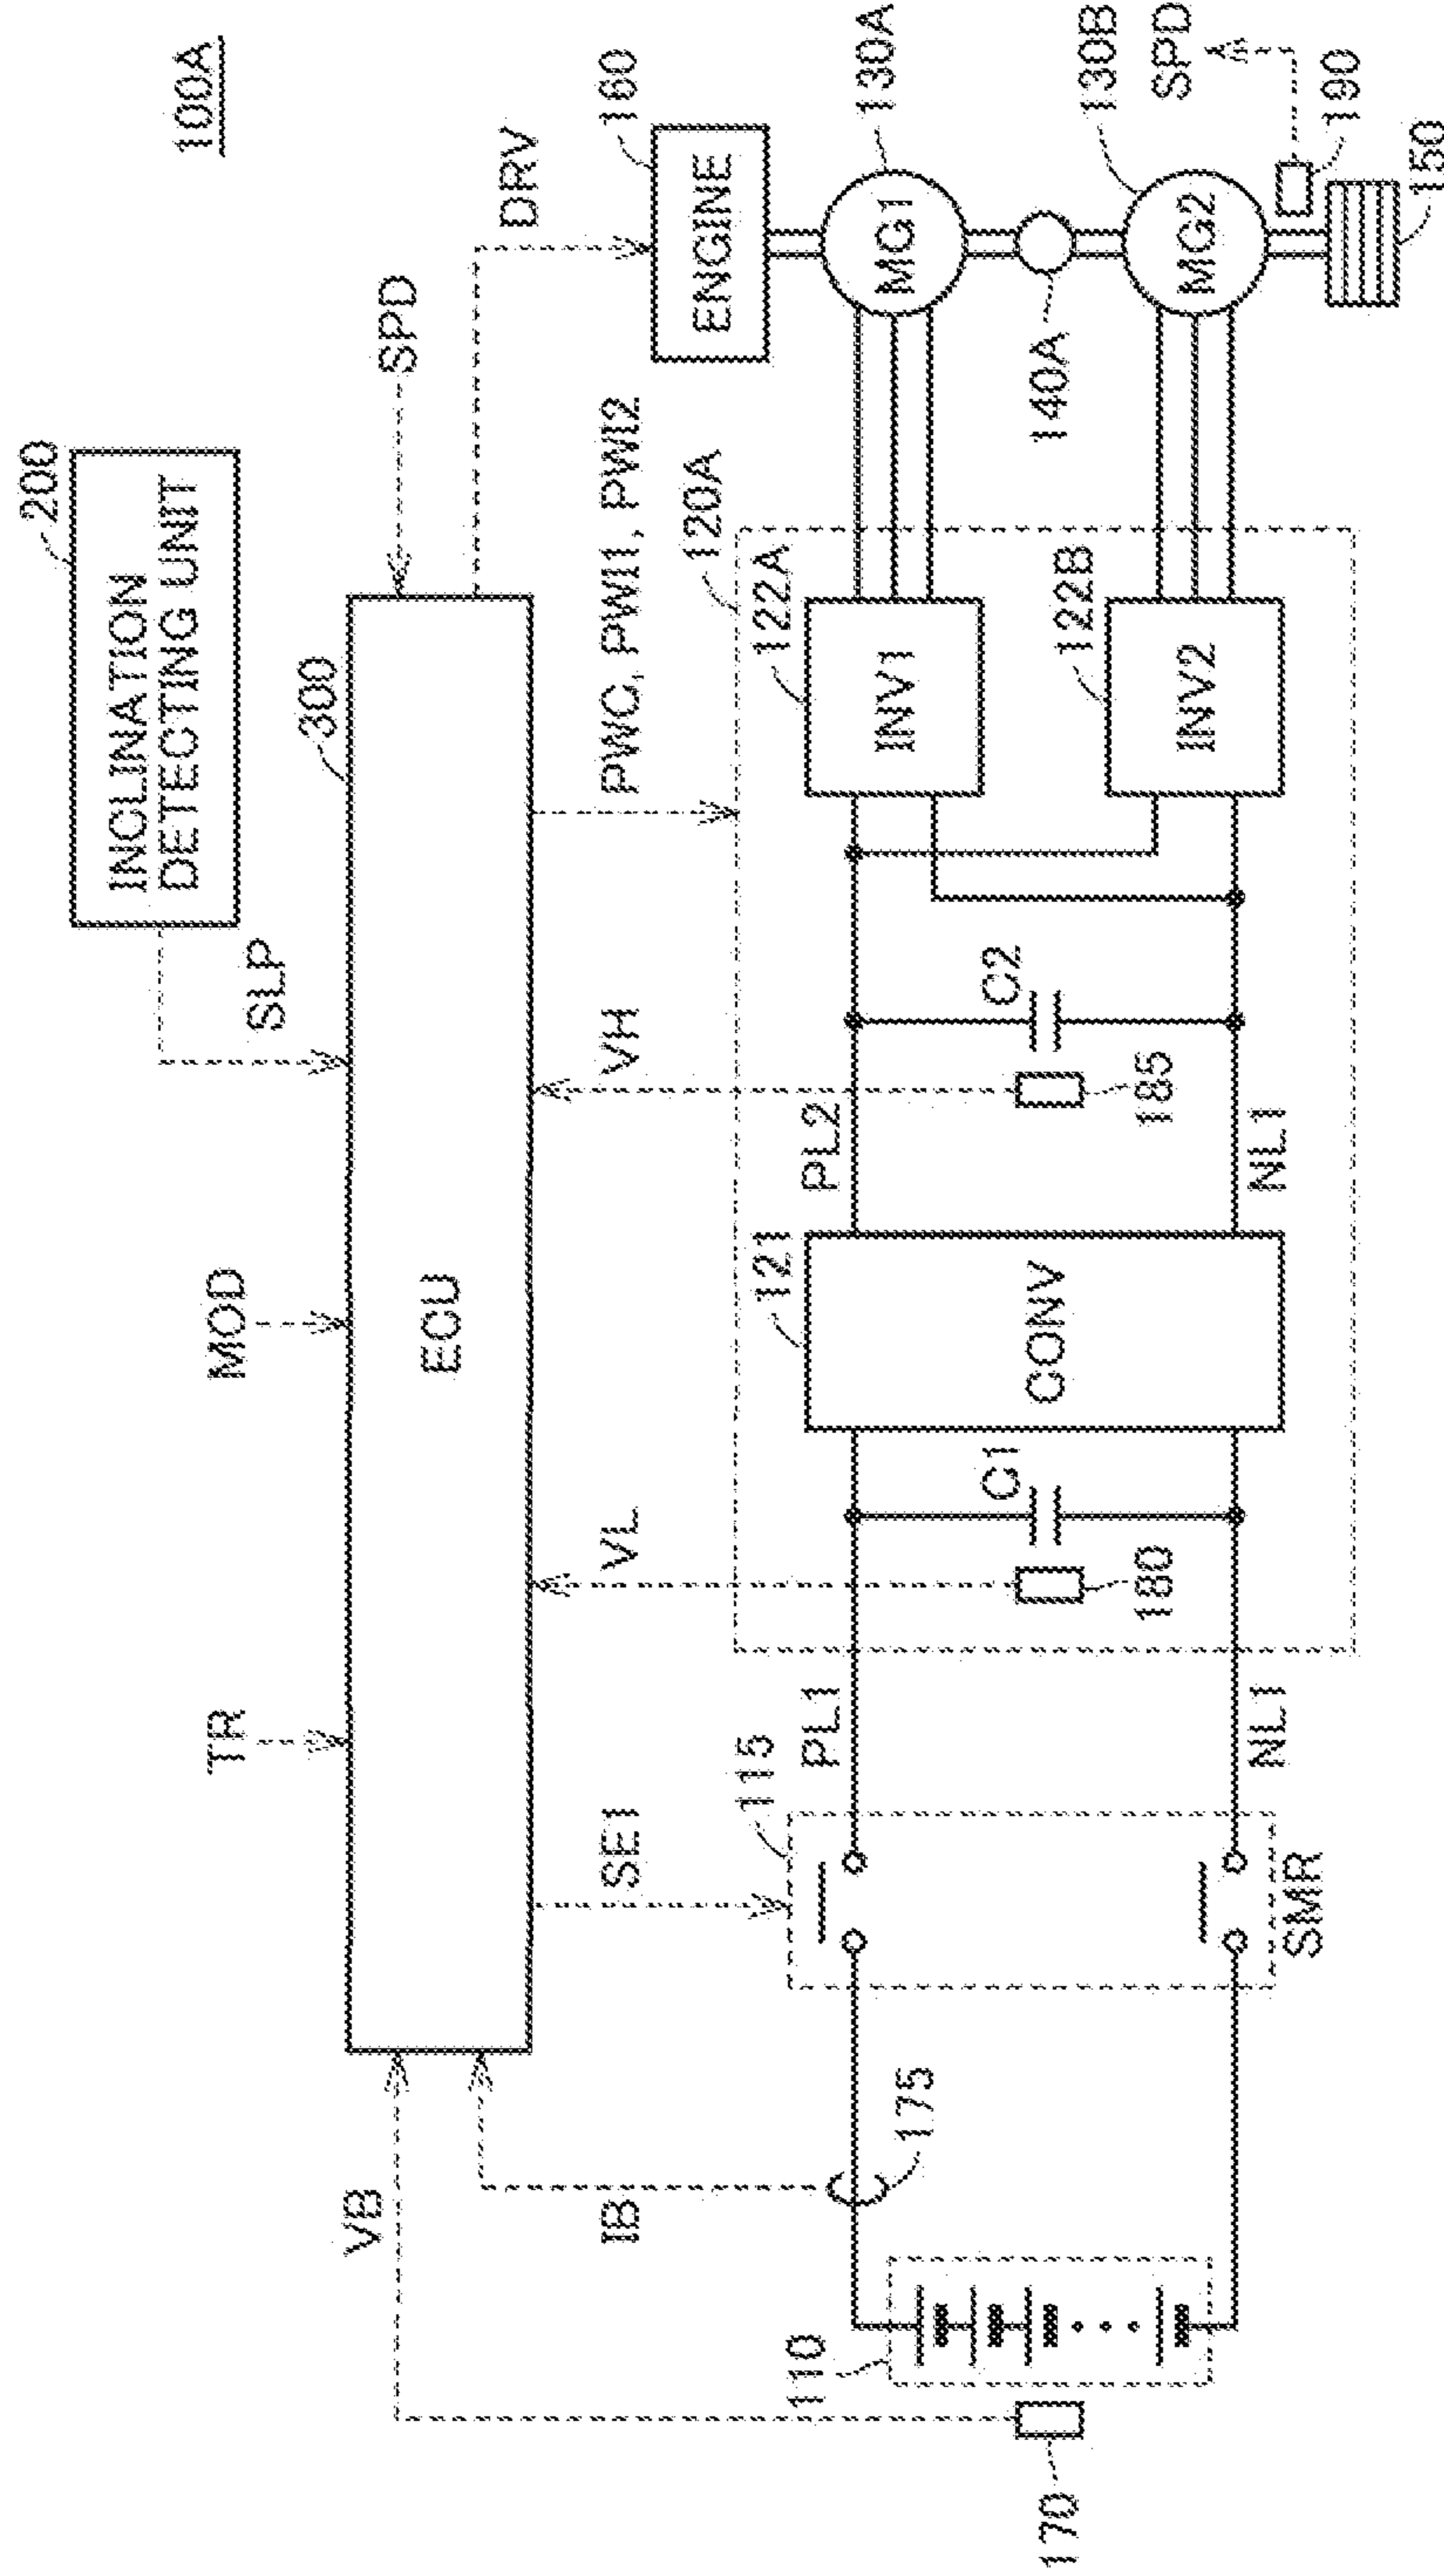 100A
INCLINATION
DETECTING UNIT
200
SLP
MOD
TR
300
ECU
SPD
DRV
VB
IB
SE1
VL
VH
PWC, PWI1, PWI2
160
ENGINE
130A
MG1
140A
130B
MG2
SPD
190
150
120A
122A
INV1
122B
INV2
C2
185
PL2
NL1
121
CONV
C1
180
PL1
NL1
115
SMR
175
110
170